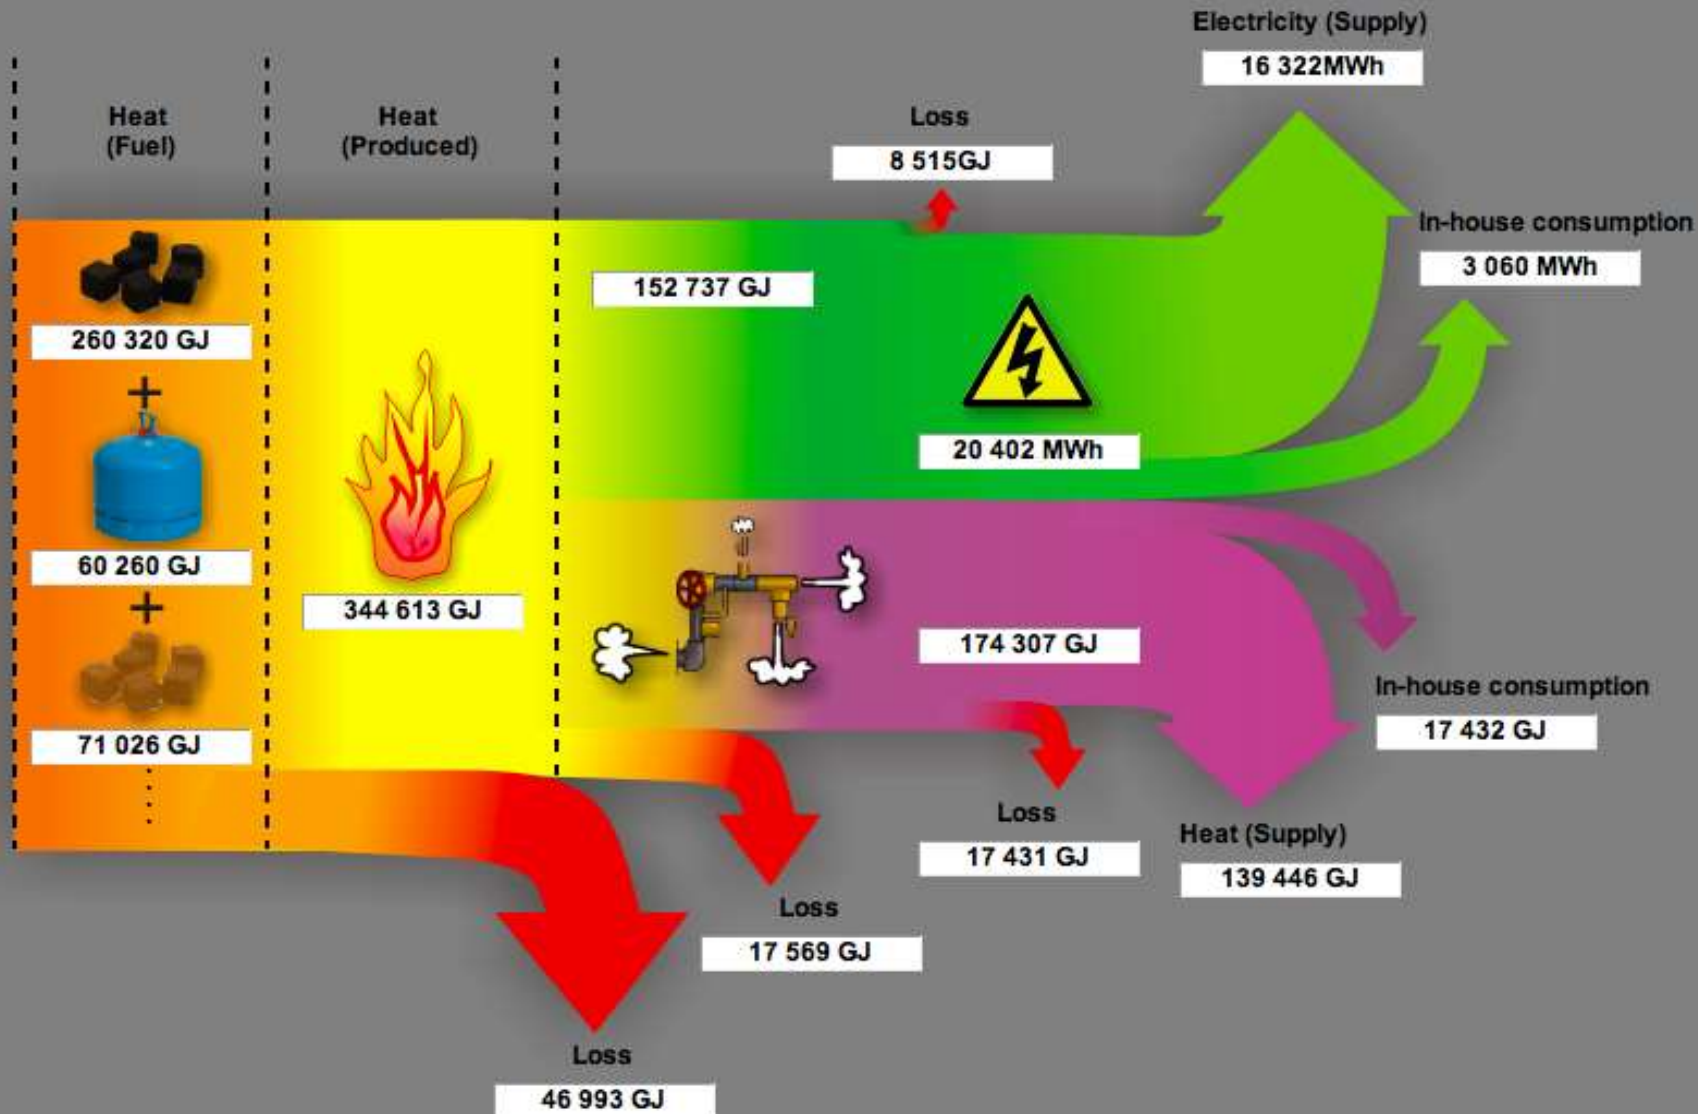 Electricity (Supply)
16 322MWh
Heat
(Fuel)
Heat
(Produced)
Loss
8 515GJ
In-house consumption
3 060 MWh
152 737 GJ
260 320 GJ
+
20 402 MWh
60 260 GJ
+
344 613 GJ
174 307 GJ
In-house consumption
17 432 GJ
71 026 GJ
Loss
17 431 GJ
Heat (Supply)
139 446 GJ
Loss
17 569 GJ
Loss
46 993 GJ